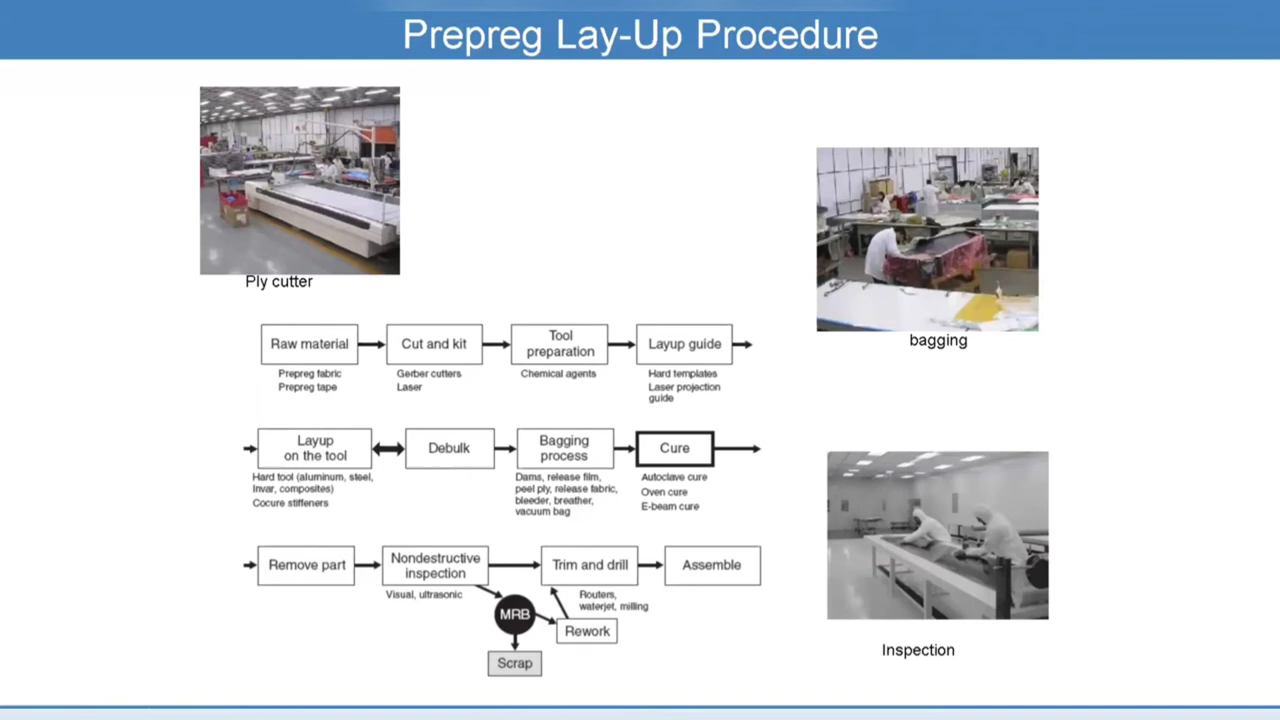 Prepreg Lay-Up Procedure
Ply cutter
bagging
Raw material
Cut and kit
Tool
preparation
Layup guide
Prepreg fabric
Prepreg tape
Gerber cutters
Laser
Chemical agents
Hard templates
Laser projection
guide
Layup
on the tool
Debulk
Bagging
process
Cure
Hard tool (aluminum, steel,
Invar, composites)
Cocure stiffeners
Dams, release film,
peel ply, release fabric,
bleeder, breather,
vacuum bag
Autoclave cure
Oven cure
E-beam cure
Remove part
Nondestructive
inspection
Trim and drill
Assemble
Visual, ultrasonic
Routers,
waterjet, milling
MRB
Rework
Scrap
Inspection